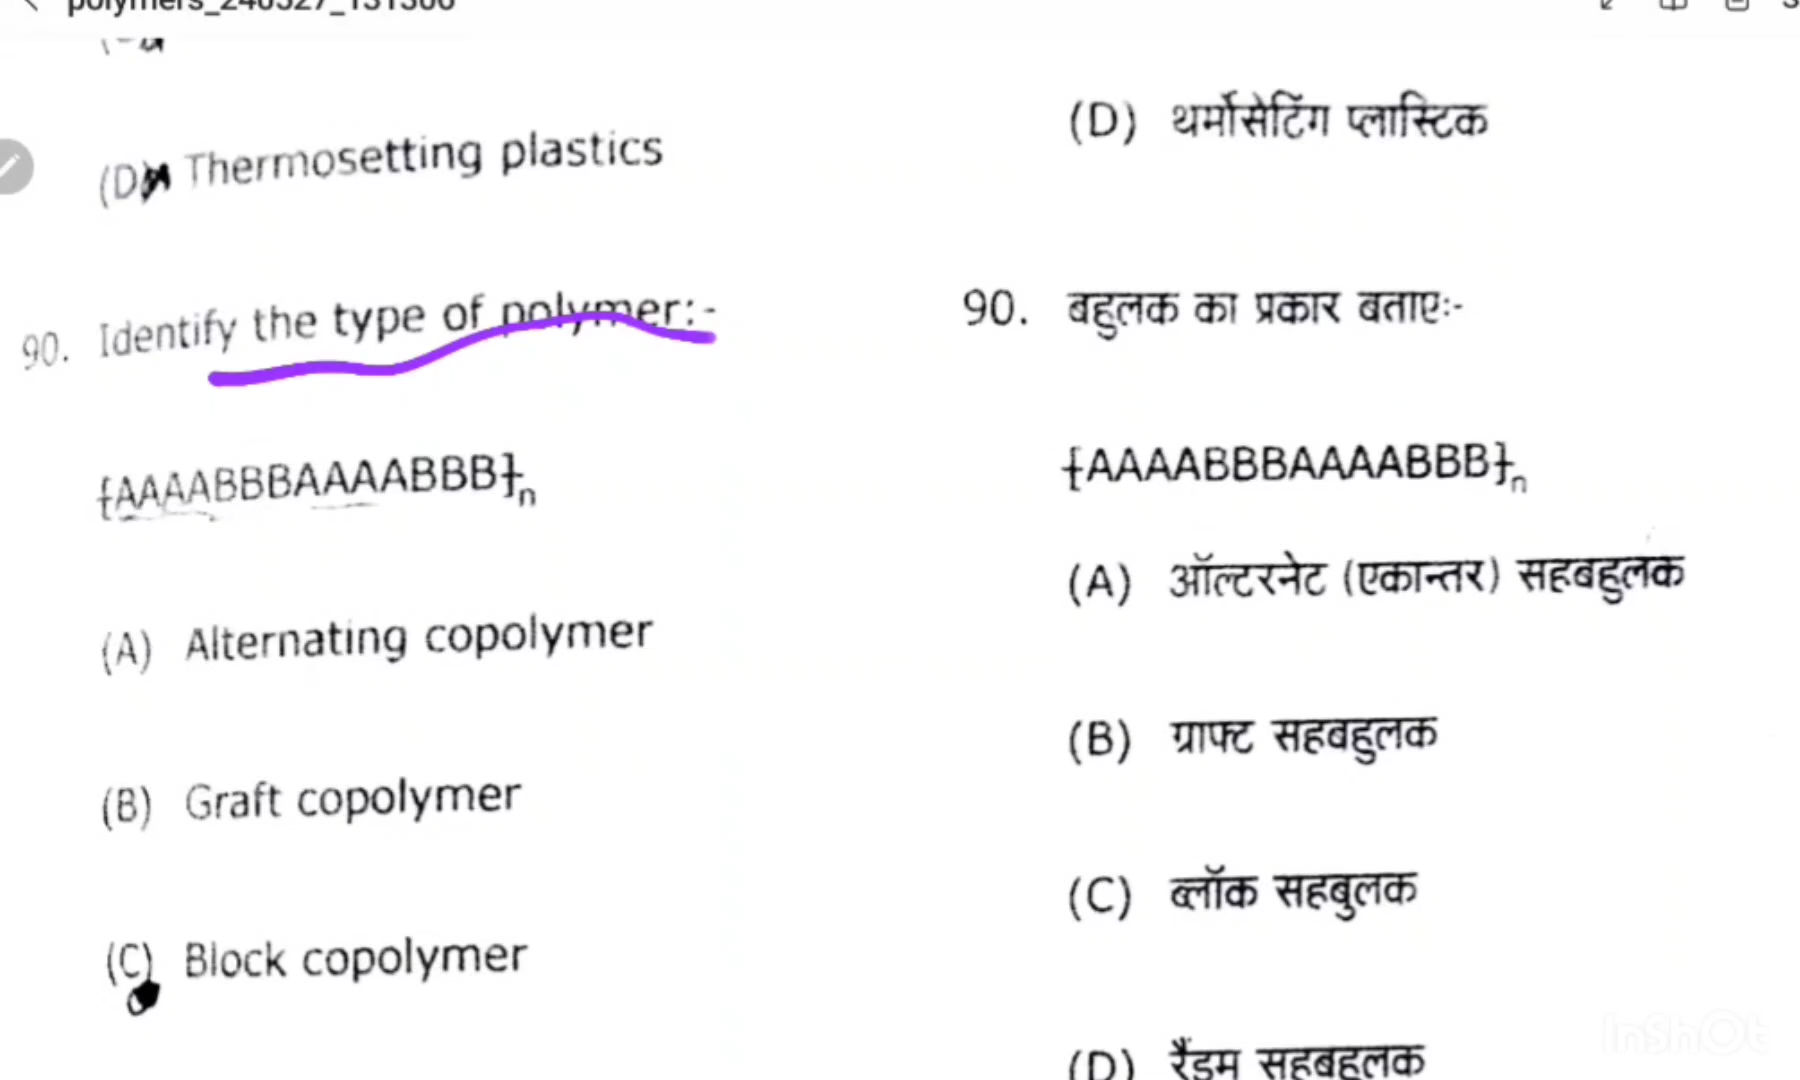 (D) Thermosetting plastics
90. Identify the type of polymer:-
{AAAABBBAAAABBB}n
(A) Alternating copolymer
(B) Graft copolymer
(C) Block copolymer
(D) थर्मोसेटिंग प्लास्टिक
90. बहुलक का प्रकार बताएः-
{AAAABBBAAAABBB}n
(A) ऑल्टरनेट (एकान्तर) सहबहुलक
(B) ग्राफ्ट सहबहुलक
(C) ब्लॉक सहबुलक
(D) रैंडम सहबहुलक
InShOt